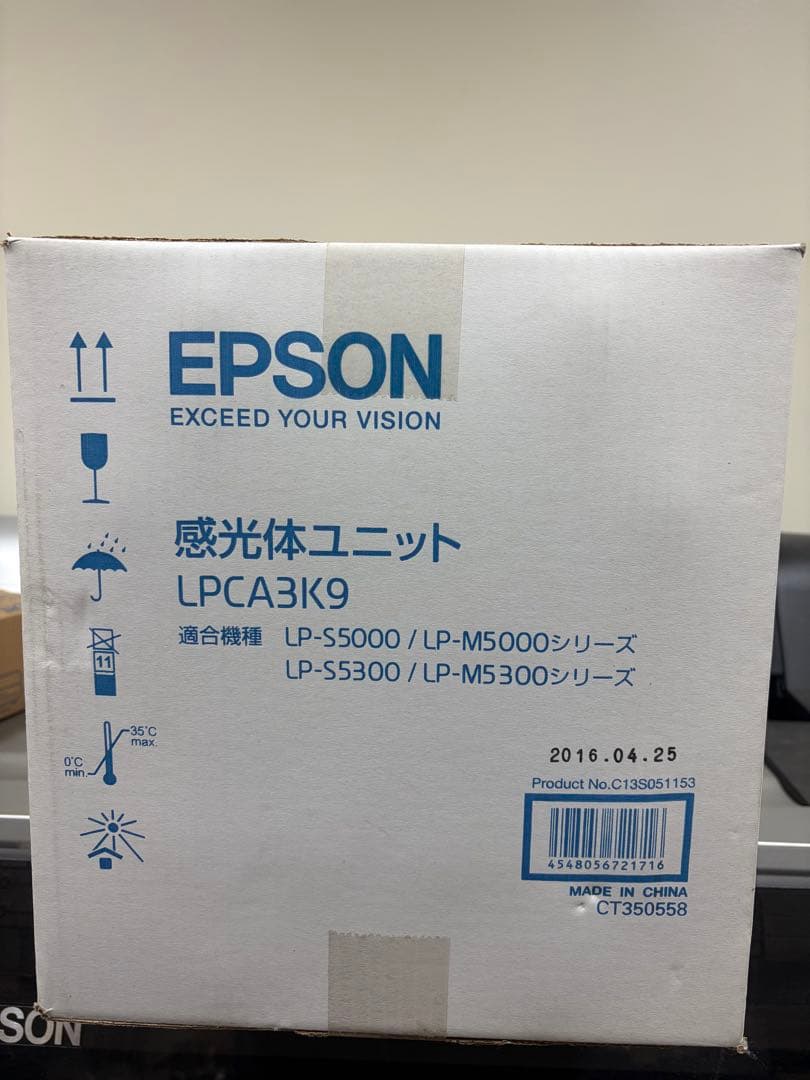 EPSON
EXCEED YOUR VISION
感光体ユニット
LPCA3K9
適合機種 LP-S5000 / LP-M5000シリーズ
LP-S5300 / LP-M5300シリーズ
11
35°C
max.
0°C
min.
2016.04.25
Product No.C13S051153
4548056721716
MADE IN CHINA
CT350558
SON